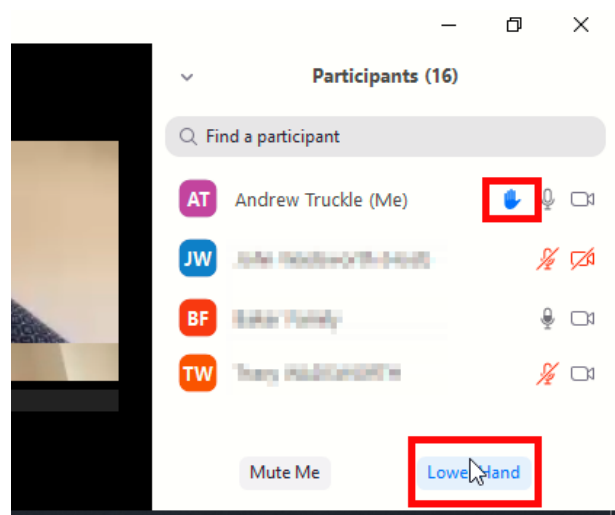 Participants (16)
Find a participant
AT Andrew Truckle (Me)
JW
BF
TW
Mute Me Lower Hand